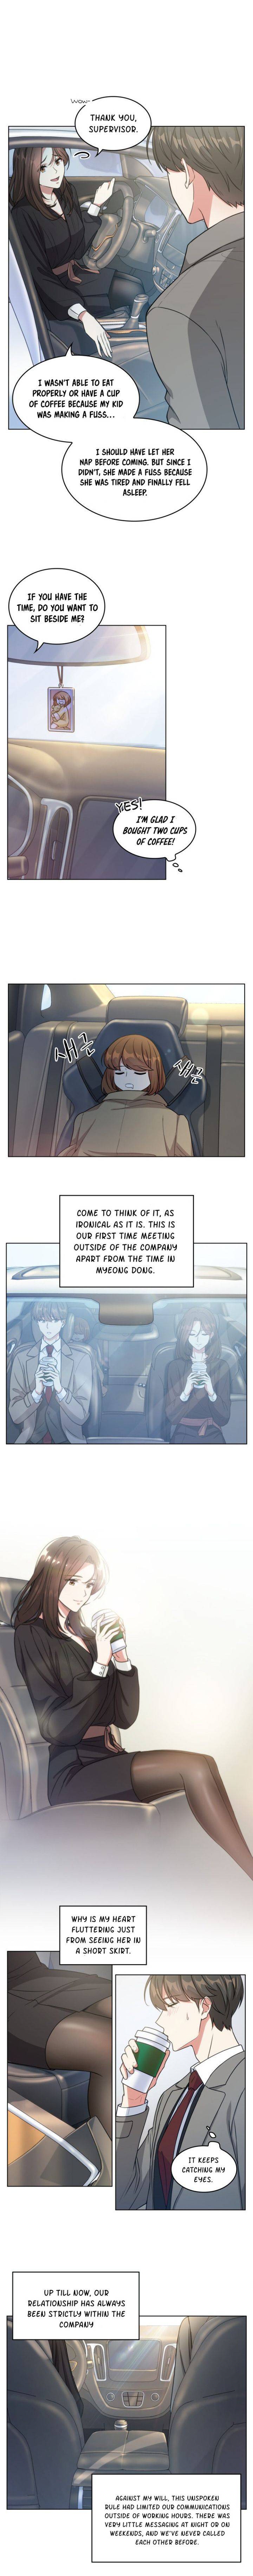 WOW~
THANK YOU,
SUPERVISOR.
I WASN'T ABLE TO EAT
PROPERLY OR HAVE A CUP
OF COFFEE BECAUSE MY KID
WAS MAKING A FUSS...
I SHOULD HAVE LET HER
NAP BEFORE COMING. BUT SINCE I
DIDN'T, SHE MADE A FUSS BECAUSE
SHE WAS TIRED AND FINALLY FELL
ASLEEP.
IF YOU HAVE THE
TIME, DO YOU WANT TO
SIT BESIDE ME?
YES!
I'M GLAD I
BOUGHT TWO CUPS
OF COFFEE!
새근
새근
COME TO THINK OF IT, AS
IRONICAL AS IT IS. THIS IS
OUR FIRST TIME MEETING
OUTSIDE OF THE COMPANY
APART FROM THE TIME IN
MYEONG DONG.
WHY IS MY HEART
FLUTTERING JUST
FROM SEEING HER IN
A SHORT SKIRT.
IT KEEPS
CATCHING MY
EYES.
UP TILL NOW, OUR
RELATIONSHIP HAS ALWAYS
BEEN STRICTLY WITHIN THE
COMPANY
AGAINST MY WILL, THIS UNSPOKEN
RULE HAD LIMITED OUR COMMUNICATIONS
OUTSIDE OF WORKING HOURS. THERE WAS
VERY LITTLE MESSAGING AT NIGHT OR ON
WEEKENDS, AND WE'VE NEVER CALLED
EACH OTHER BEFORE.